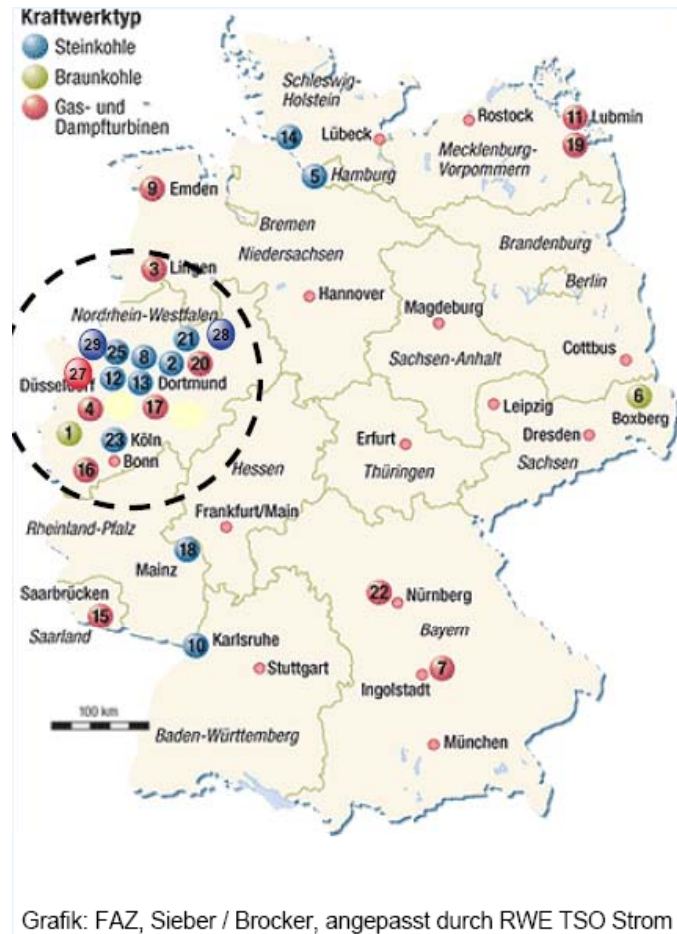 Kraftwerktyp
Steinkohle
Braunkohle
Gas- und
Dampfturbinen
Schleswig-
Holstein
14
Lübeck
Rostock
11 Lubmin
19
Mecklenburg-
Vorpommern
5 Hamburg
9 Emden
Bremen
Niedersachsen
Brandenburg
3 Lingen
Berlin
Hannover
Magdeburg
Nordrhein-Westfalen
29 25 8 2 21 28
20
Sachsen-Anhalt
Cottbus
27
12 13 Dortmund
Düsseldorf
6
Boxberg
4 17
Leipzig
1
23 Köln
Erfurt
Dresden
Bonn
16
Hessen
Thüringen
Sachsen
Frankfurt/Main
Rheinland-Pfalz
18
Mainz
Saarbrücken
22 Nürnberg
15
Saarland
Bayern
10 Karlsruhe
Stuttgart
7
Ingolstadt
100 km
Baden-Württemberg
München
Grafik: FAZ, Sieber / Brocker, angepasst durch RWE TSO Strom